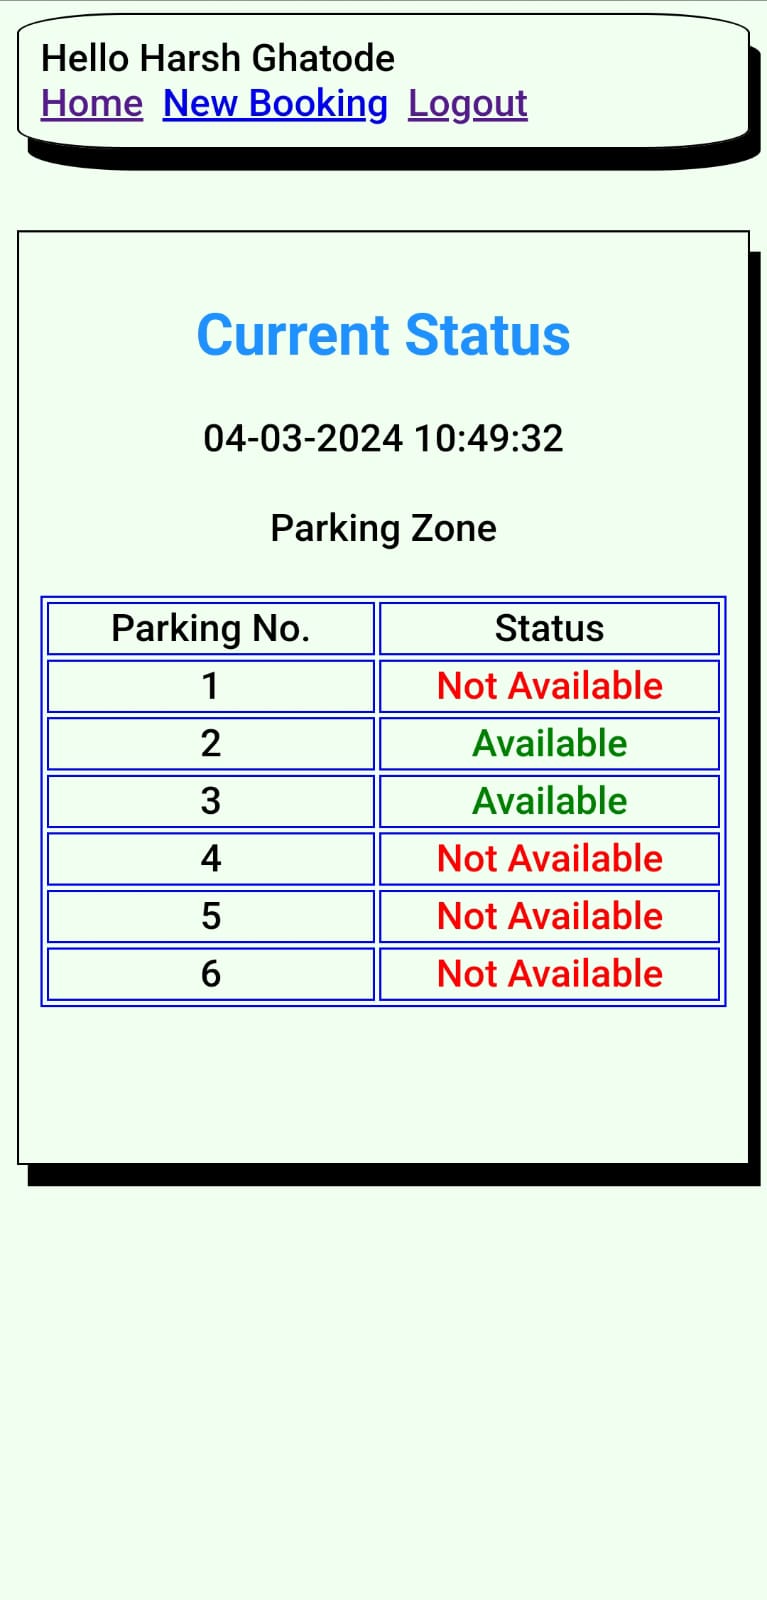 Hello Harsh Ghatode
Home New Booking Logout
Current Status
04-03-2024 10:49:32
Parking Zone
Parking No. Status
1 Not Available
2 Available
3 Available
4 Not Available
5 Not Available
6 Not Available